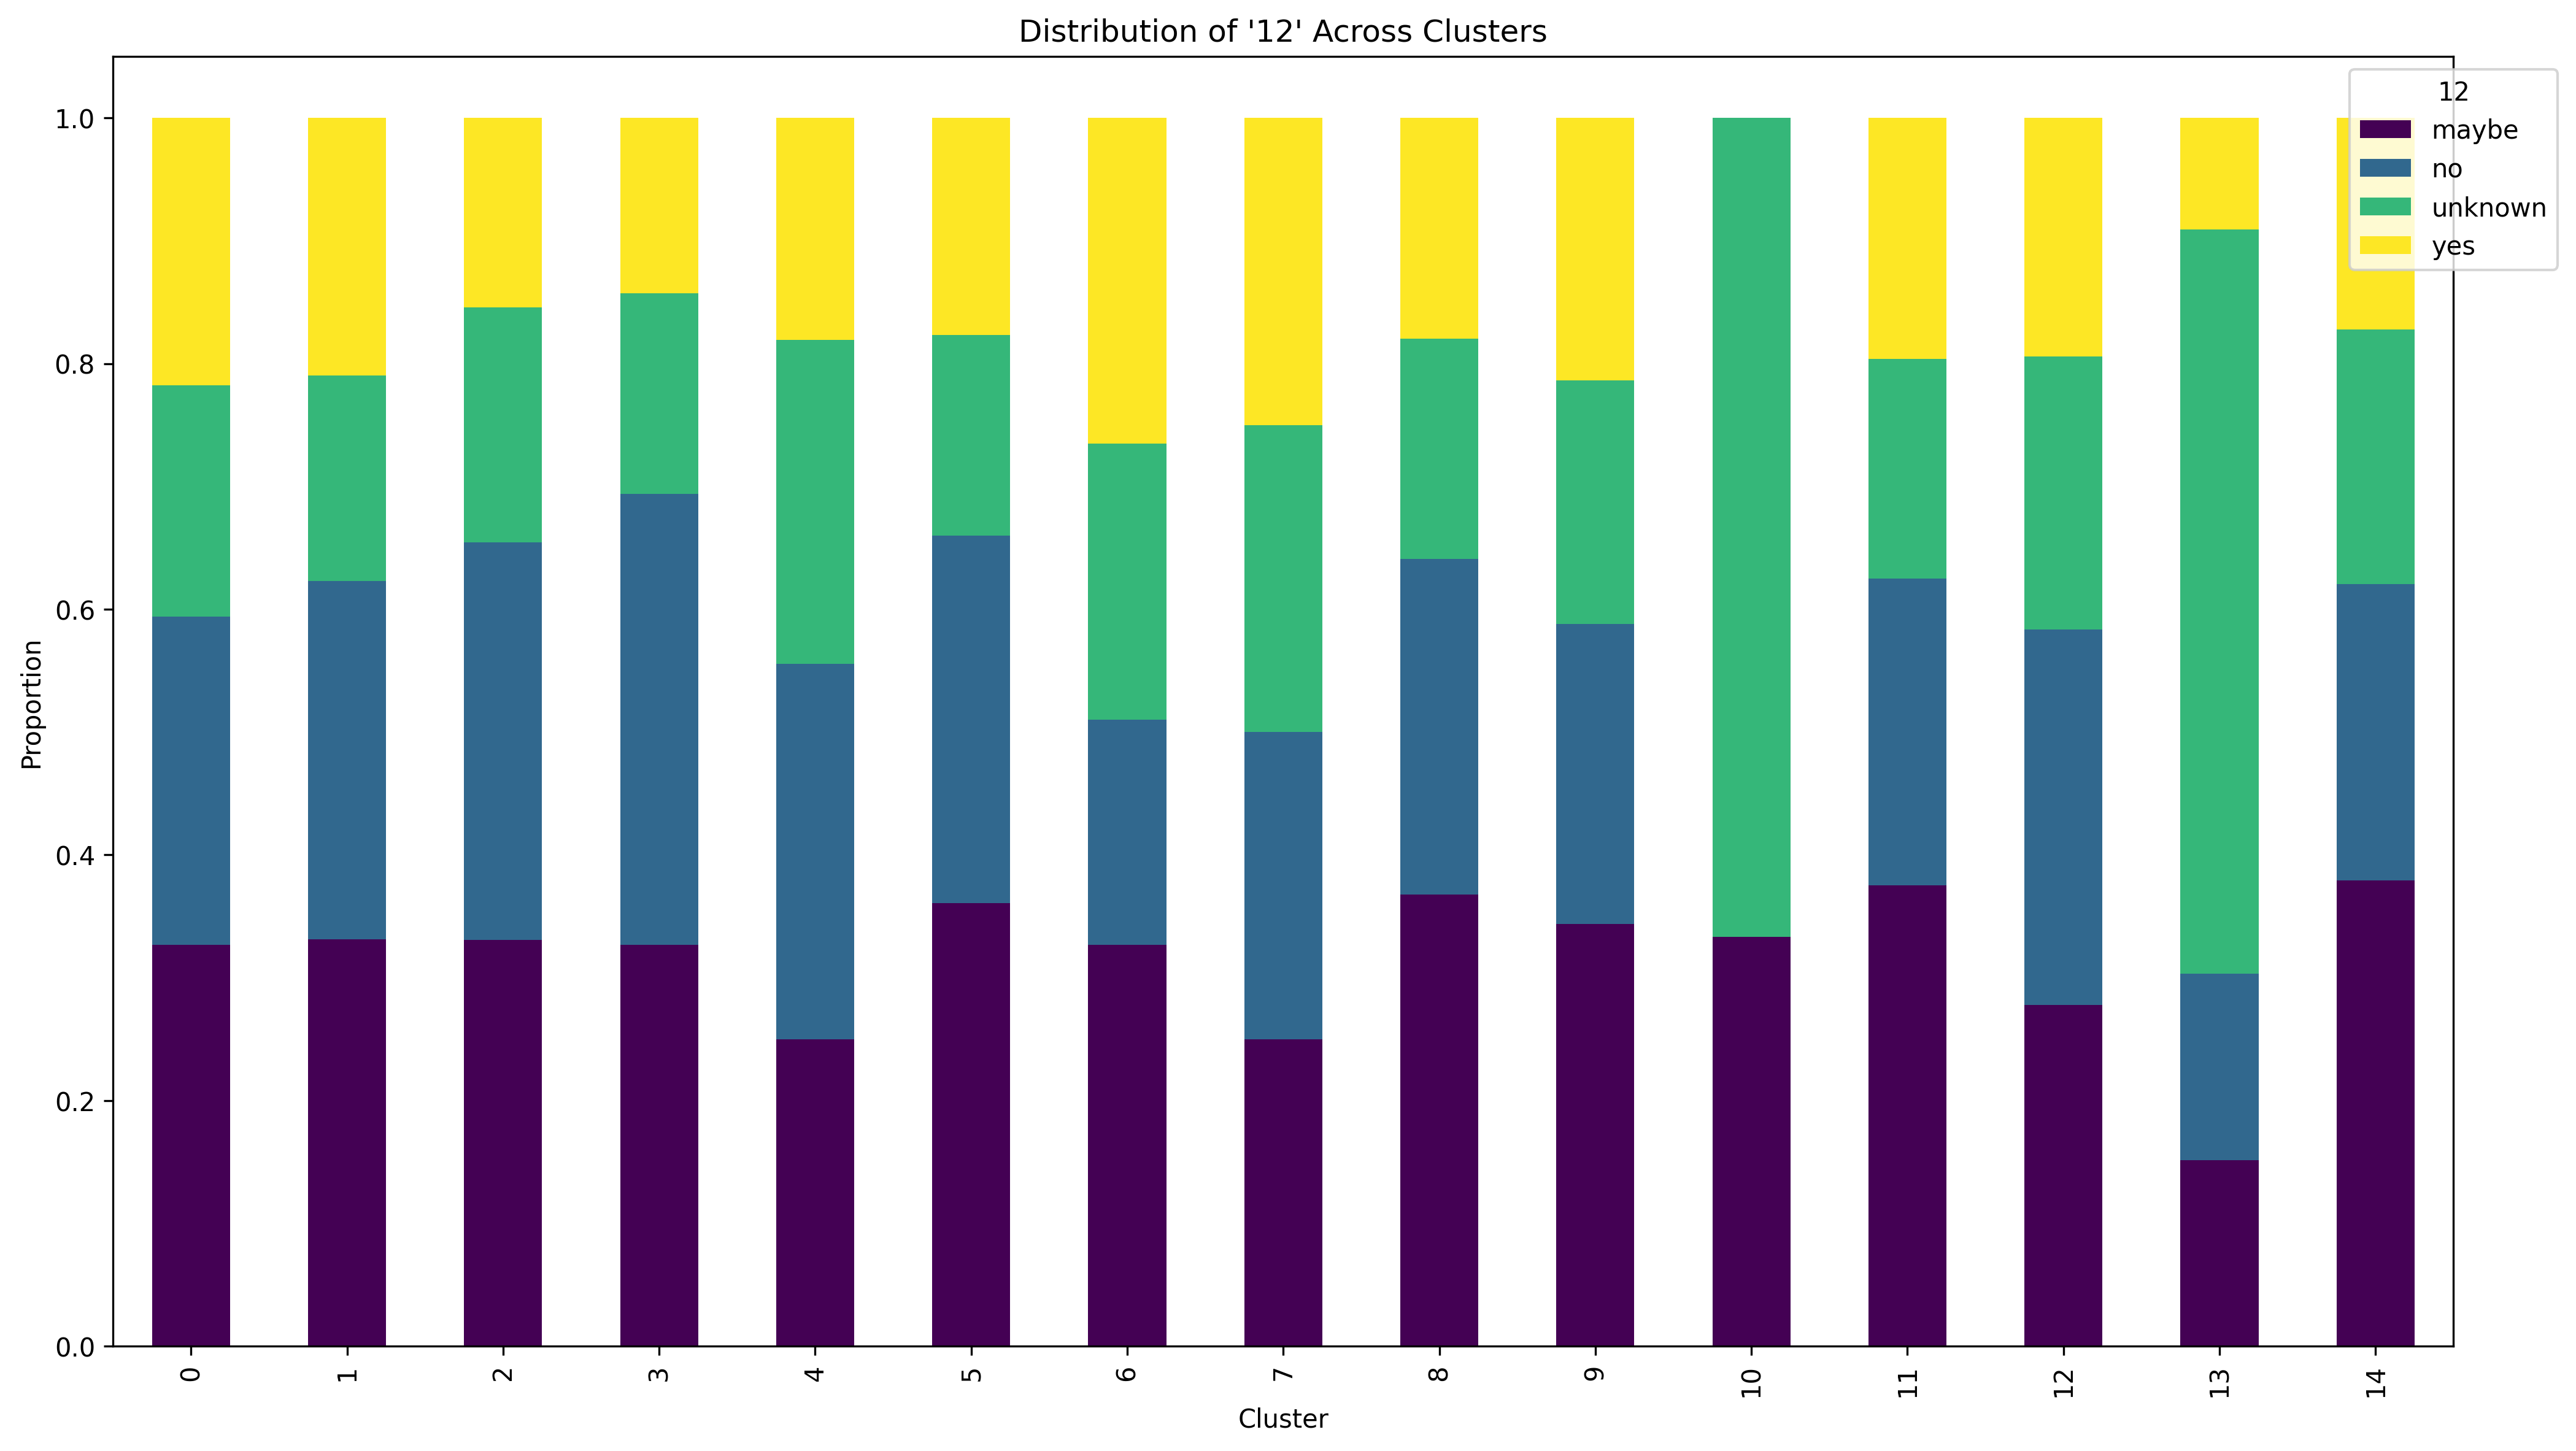 Distribution of '12' Across Clusters
12
maybe
no
unknown
yes
1.0
0.8
0.6
0.4
0.2
0.0
Proportion
0 1 2 3 4 5 6 7 8 9 10 11 12 13 14
Cluster